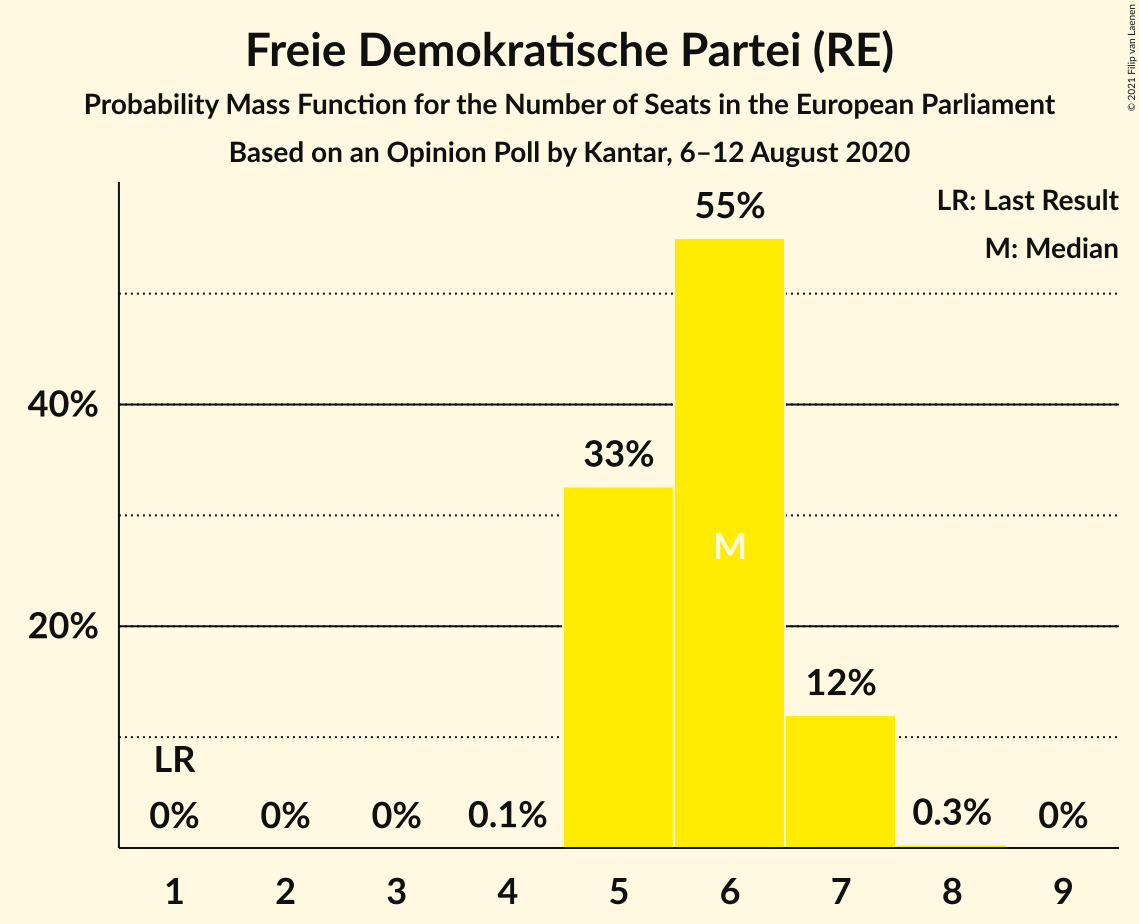 Freie Demokratische Partei (RE)
Probability Mass Function for the Number of Seats in the European Parliament
Based on an Opinion Poll by Kantar, 6–12 August 2020
© 2021 Filip van Laenen
LR: Last Result
M: Median
55%
40%
33%
M
20%
12%
LR
0%
0%
0%
0.1%
0.3%
0%
1
2
3
4
5
6
7
8
9